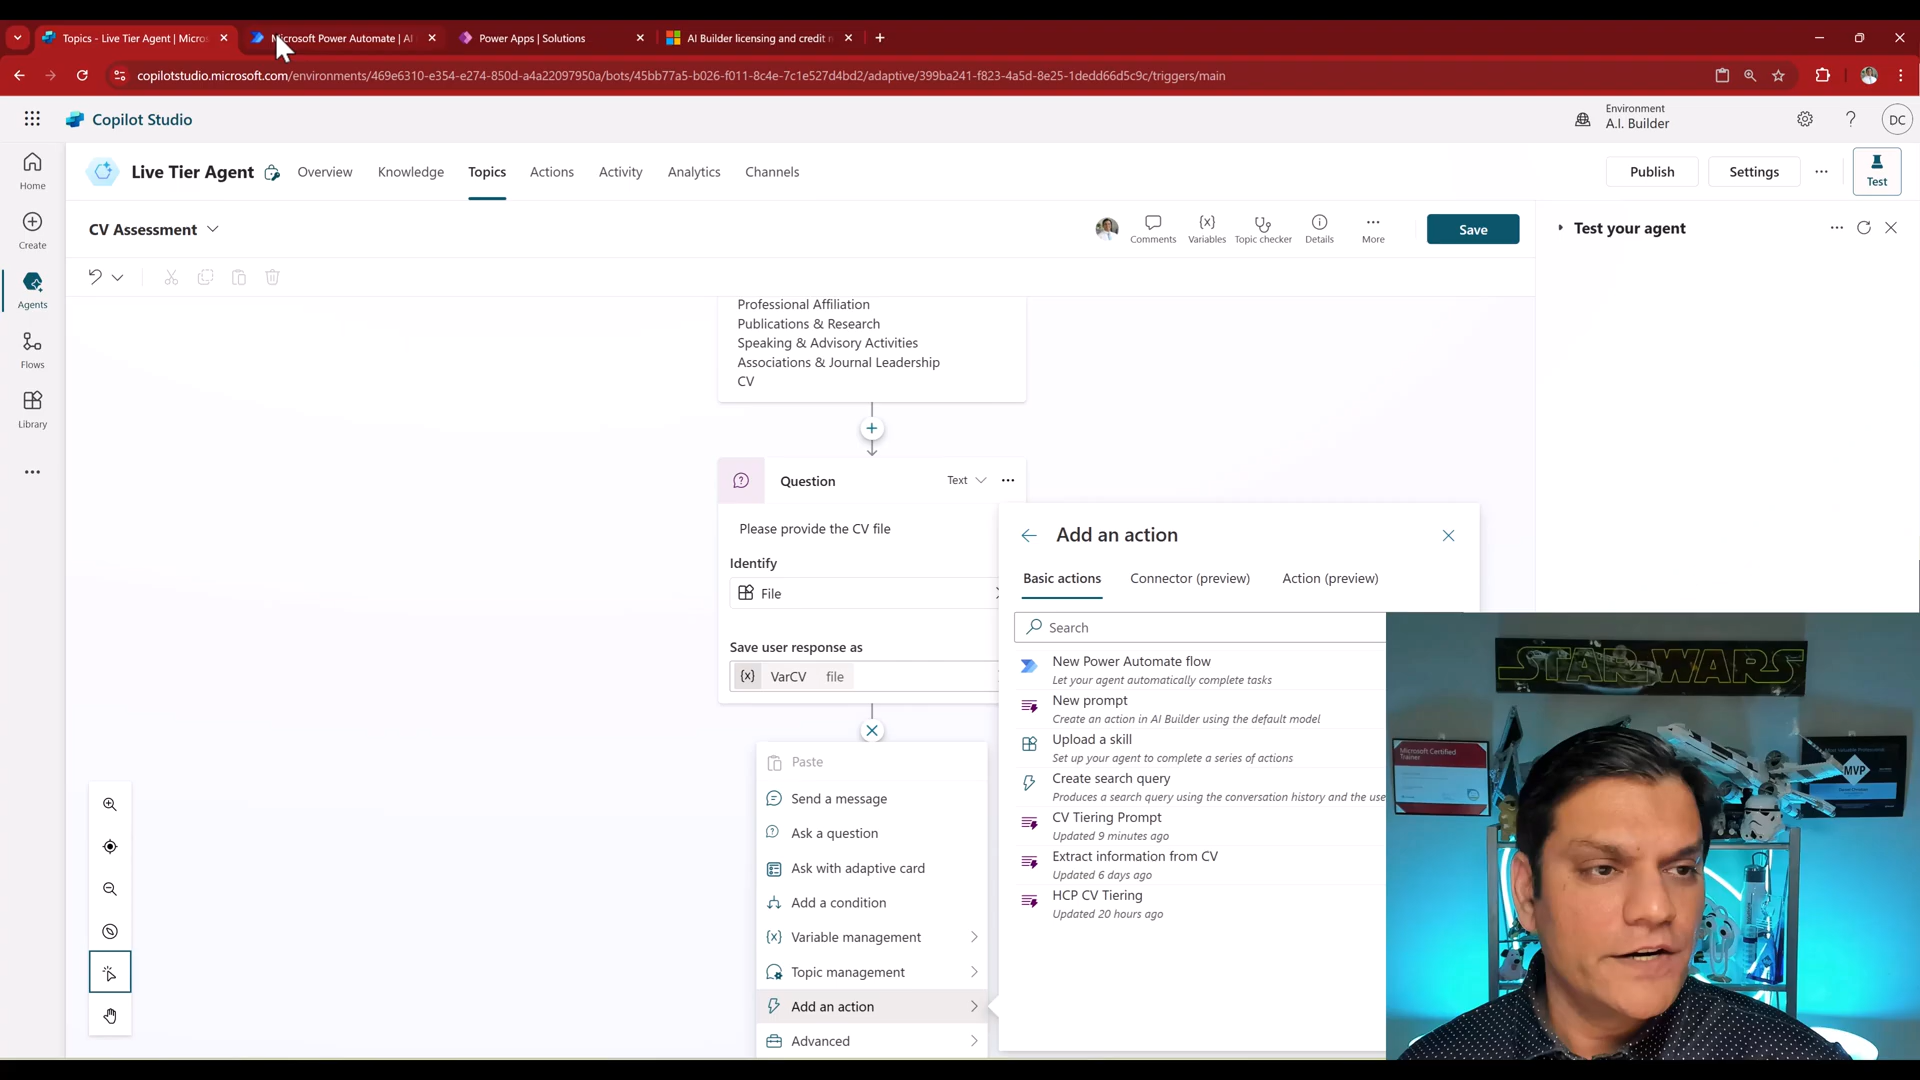 Topics - Live Tier Agent | Micros
Microsoft Power Automate | AI
Power Apps | Solutions
AI Builder licensing and credit m
copilotstudio.microsoft.com/environments/469e6310-e354-e274-850d-a4a22097950a/bots/45bb77a5-b026-f011-8c4e-7c1e527d4bd2/adaptive/399ba241-f823-4a5d-8e25-1dedd66d5c9c/triggers/main
Copilot Studio
Environment
A.I. Builder
DC
Home
Create
Agents
Flows
Library
Live Tier Agent
Overview
Knowledge
Topics
Actions
Activity
Analytics
Channels
Publish
Settings
Test
CV Assessment
Comments
Variables
Topic checker
Details
More
Save
Test your agent
Professional Affiliation
Publications & Research
Speaking & Advisory Activities
Associations & Journal Leadership
CV
Question
Text
Please provide the CV file
Identify
File
Save user response as
{x} VarCV file
Paste
Send a message
Ask a question
Ask with adaptive card
Add a condition
Variable management
Topic management
Add an action
Advanced
Add an action
Basic actions
Connector (preview)
Action (preview)
Search
New Power Automate flow
Let your agent automatically complete tasks
New prompt
Create an action in AI Builder using the default model
Upload a skill
Set up your agent to complete a series of actions
Create search query
Produces a search query using the conversation history and the use
CV Tiering Prompt
Updated 9 minutes ago
Extract information from CV
Updated 6 days ago
HCP CV Tiering
Updated 20 hours ago
STAR WARS
Microsoft Certified
Trainer
MVP